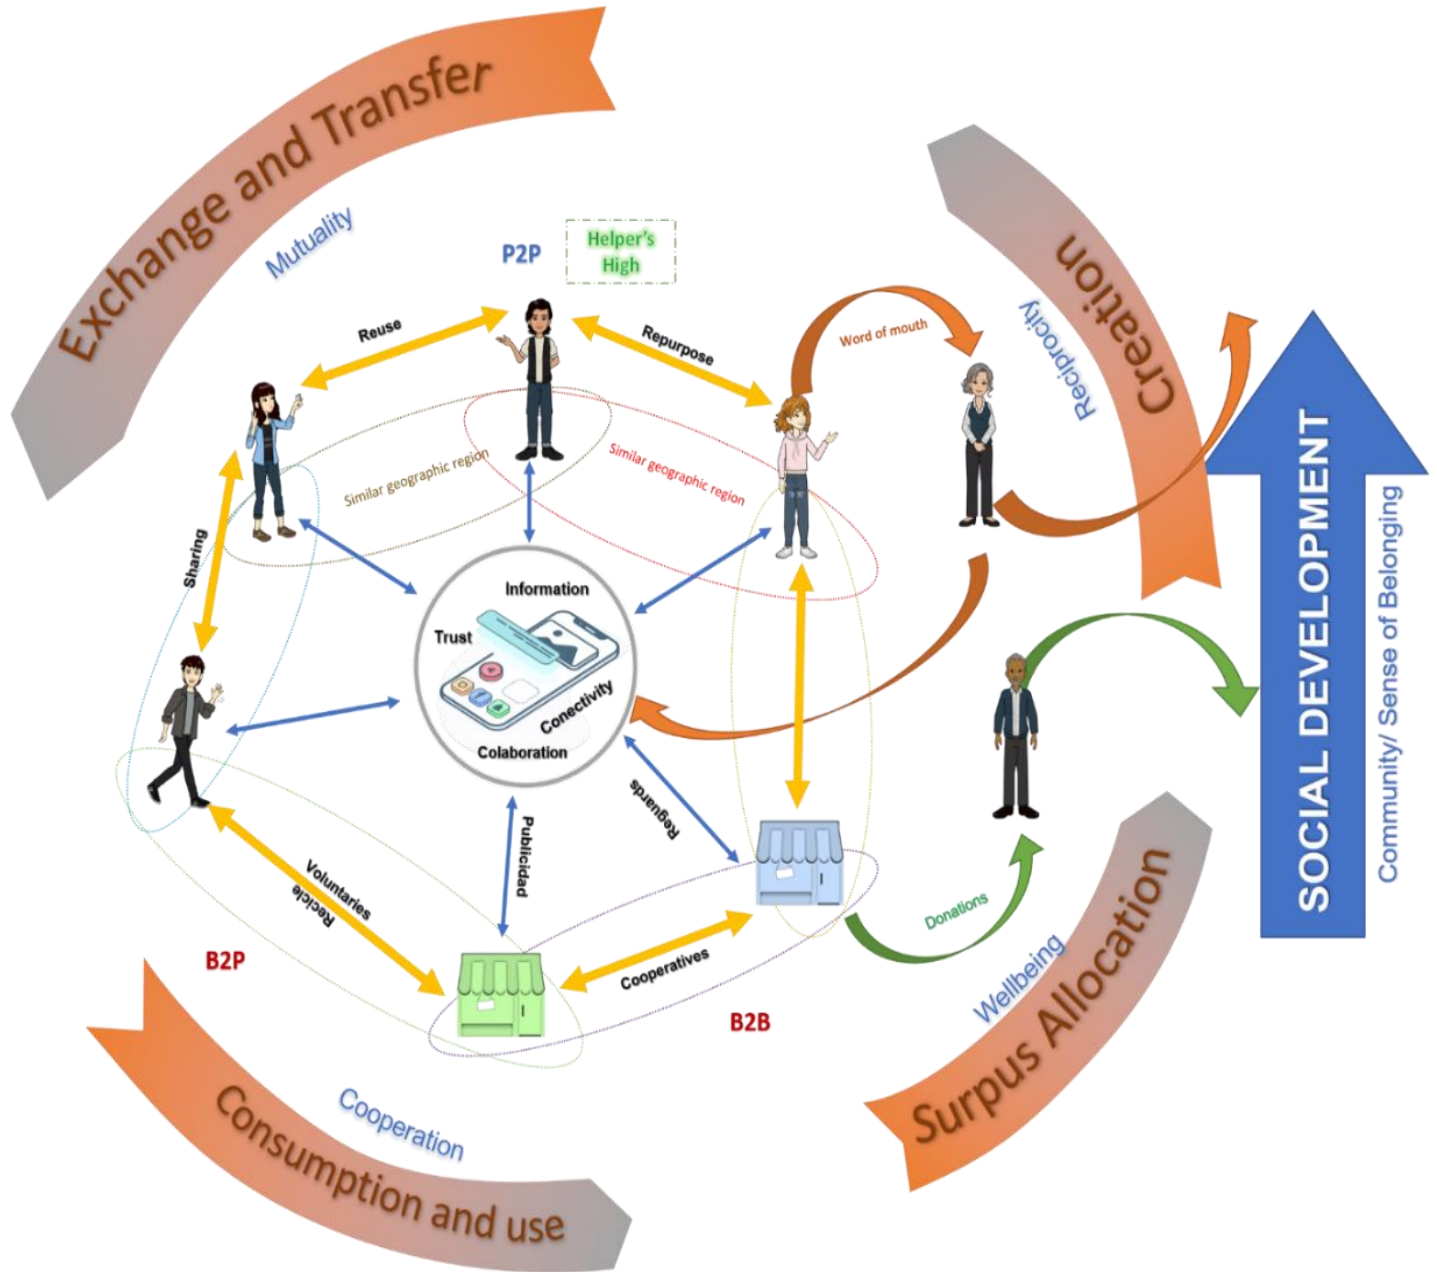 Exchange and Transfer
Mutuality
P2P
Helper's
High
Creation
Reciprocity
Reuse
Repurpose
Word of mouth
Similar geographic region
Similar geographic region
Sharing
Information
Trust
Conectivity
Colaboration
SOCIAL DEVELOPMENT
Community/ Sense of Belonging
Reguards
Publicidad
Voluntaries
Recicle
Cooperatives
Donations
B2P
B2B
Wellbeing
Surpus Allocation
Cooperation
Consumption and use